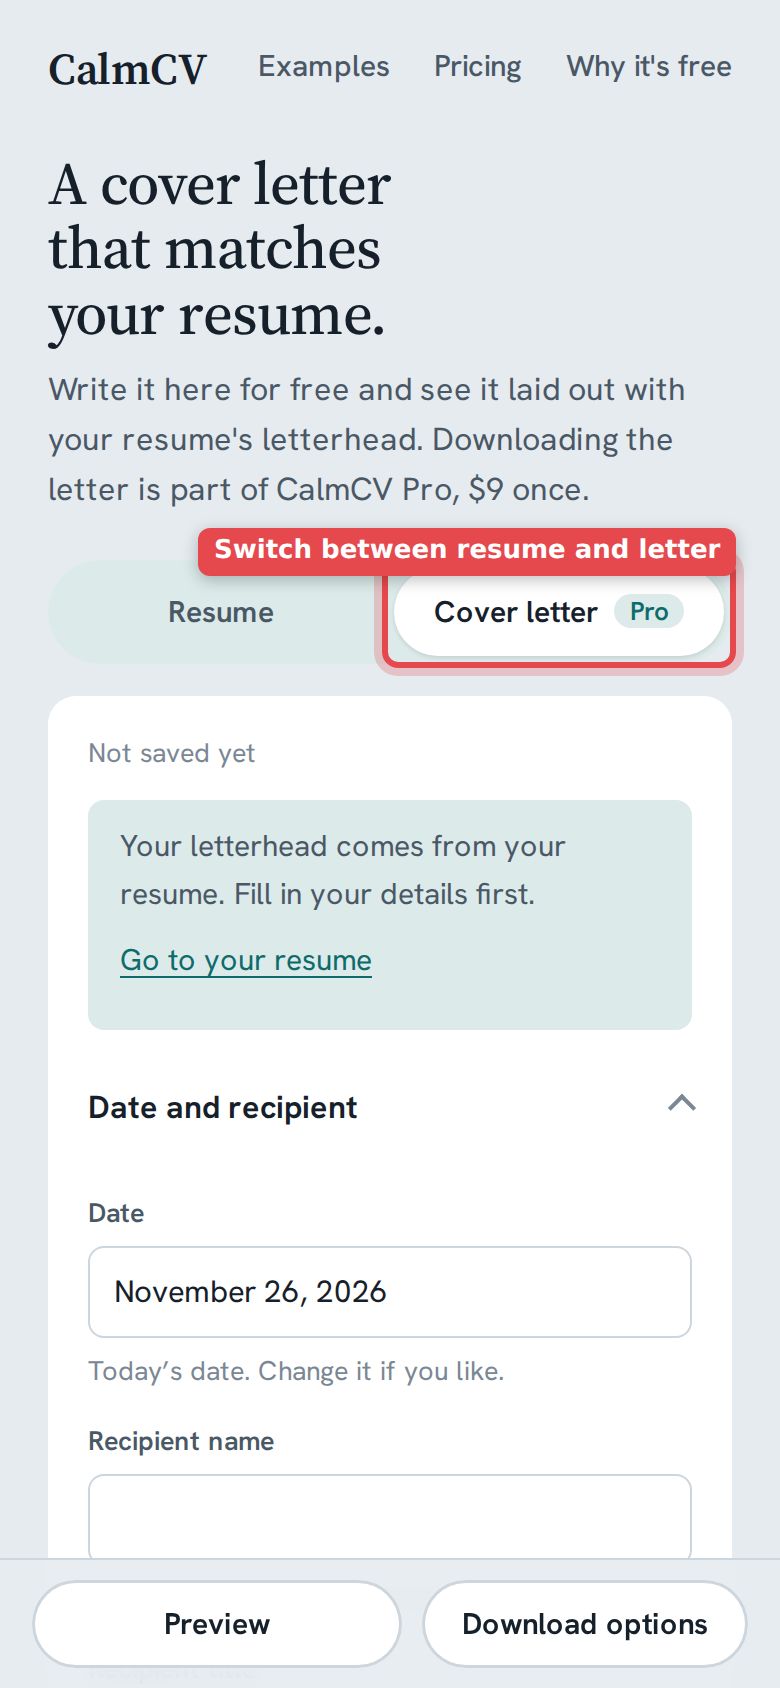 CalmCV Examples Pricing Why it's free
A cover letter
that matches
your resume.
Write it here for free and see it laid out with
your resume's letterhead. Downloading the
letter is part of CalmCV Pro, $9 once.
Switch between resume and letter
Resume
Cover letter Pro
Not saved yet
Your letterhead comes from your
resume. Fill in your details first.
Go to your resume
Date and recipient
Date
November 26, 2026
Today’s date. Change it if you like.
Recipient name
Preview
Download options